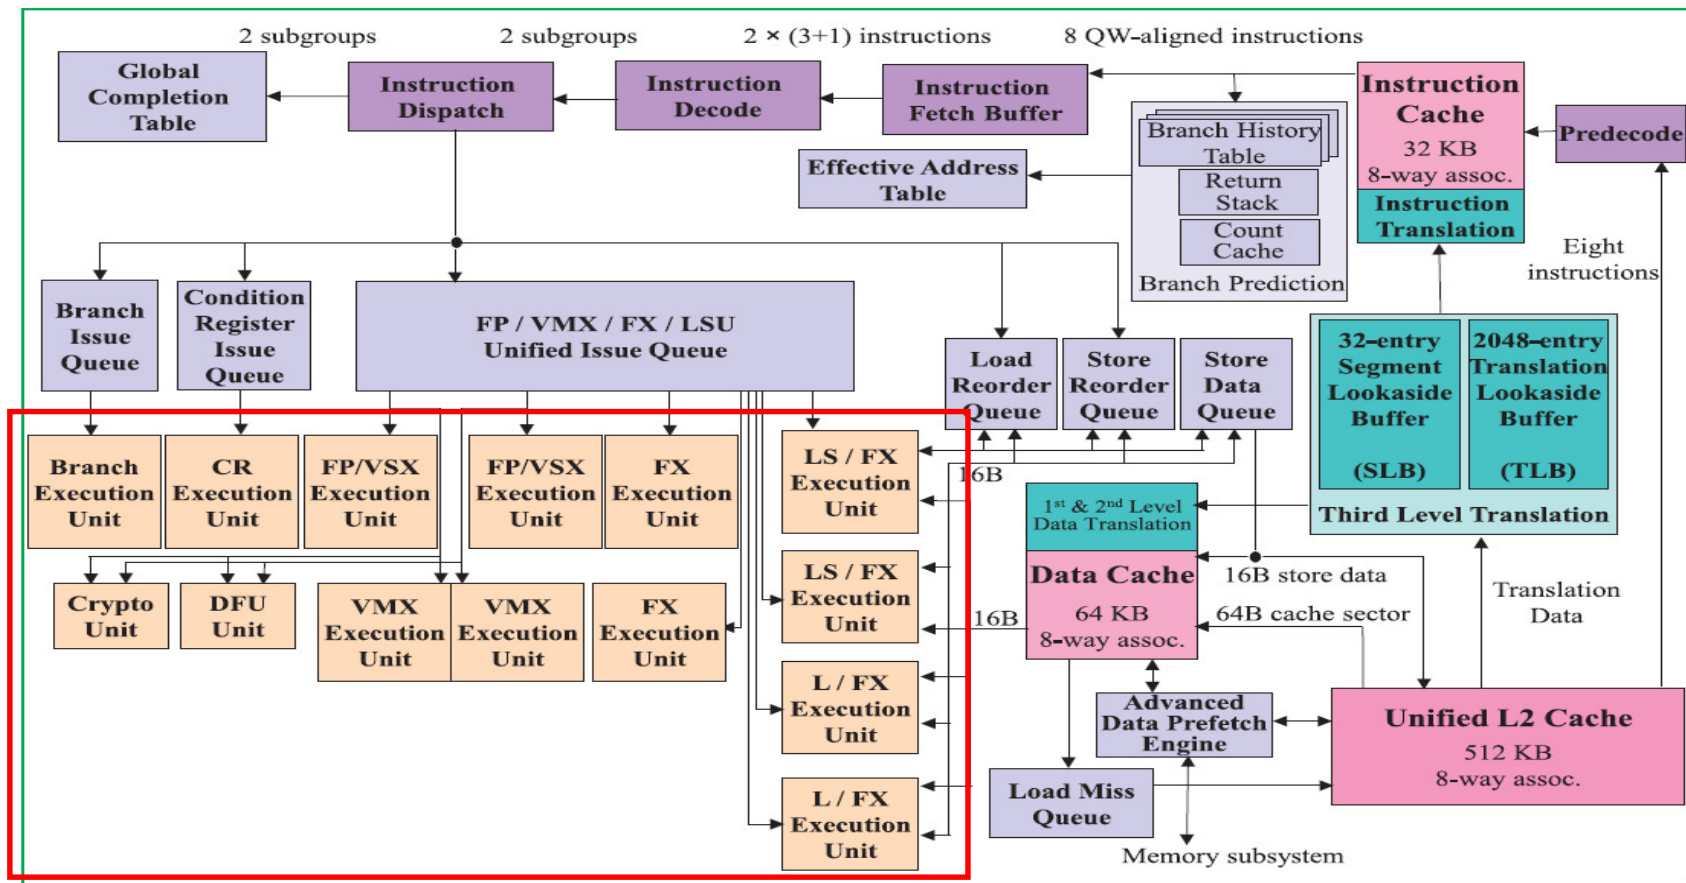 2 subgroups
2 subgroups
2 × (3+1) instructions
8 QW-aligned instructions
Global
Completion
Table
Instruction
Dispatch
Instruction
Decode
Instruction
Fetch Buffer
Instruction
Cache
32 KB
8-way assoc.
Instruction
Translation
Predecode
Branch History
Table
Return
Stack
Count
Cache
Branch Prediction
Effective Address
Table
Eight
instructions
Branch
Issue
Queue
Condition
Register
Issue
Queue
FP / VMX / FX / LSU
Unified Issue Queue
Load
Reorder
Queue
Store
Reorder
Queue
Store
Data
Queue
32-entry
Segment
Lookaside
Buffer
(SLB)
2048-entry
Translation
Lookaside
Buffer
(TLB)
Third Level Translation
Branch
Execution
Unit
CR
Execution
Unit
FP/VSX
Execution
Unit
FP/VSX
Execution
Unit
FX
Execution
Unit
LS / FX
Execution
Unit
16B
1st & 2nd Level
Data Translation
Data Cache
64 KB
8-way assoc.
16B store data
64B cache sector
Translation
Data
Crypto
Unit
DFU
Unit
VMX
Execution
Unit
VMX
Execution
Unit
FX
Execution
Unit
LS / FX
Execution
Unit
16B
L / FX
Execution
Unit
Advanced
Data Prefetch
Engine
Unified L2 Cache
512 KB
8-way assoc.
L / FX
Execution
Unit
Load Miss
Queue
Memory subsystem